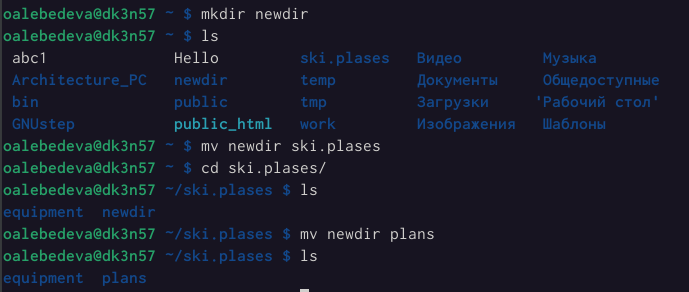 oalebedeva@dk3n57 ~ $ mkdir newdir
oalebedeva@dk3n57 ~ $ ls
abc1 Hello ski.plases Видео Музыка
Architecture_PC newdir temp Документы Общедоступные
bin public tmp Загрузки 'Рабочий стол'
GNUstep public_html work Изображения Шаблоны
oalebedeva@dk3n57 ~ $ mv newdir ski.plases
oalebedeva@dk3n57 ~ $ cd ski.plases/
oalebedeva@dk3n57 ~/ski.plases $ ls
equipment newdir
oalebedeva@dk3n57 ~/ski.plases $ mv newdir plans
oalebedeva@dk3n57 ~/ski.plases $ ls
equipment plans